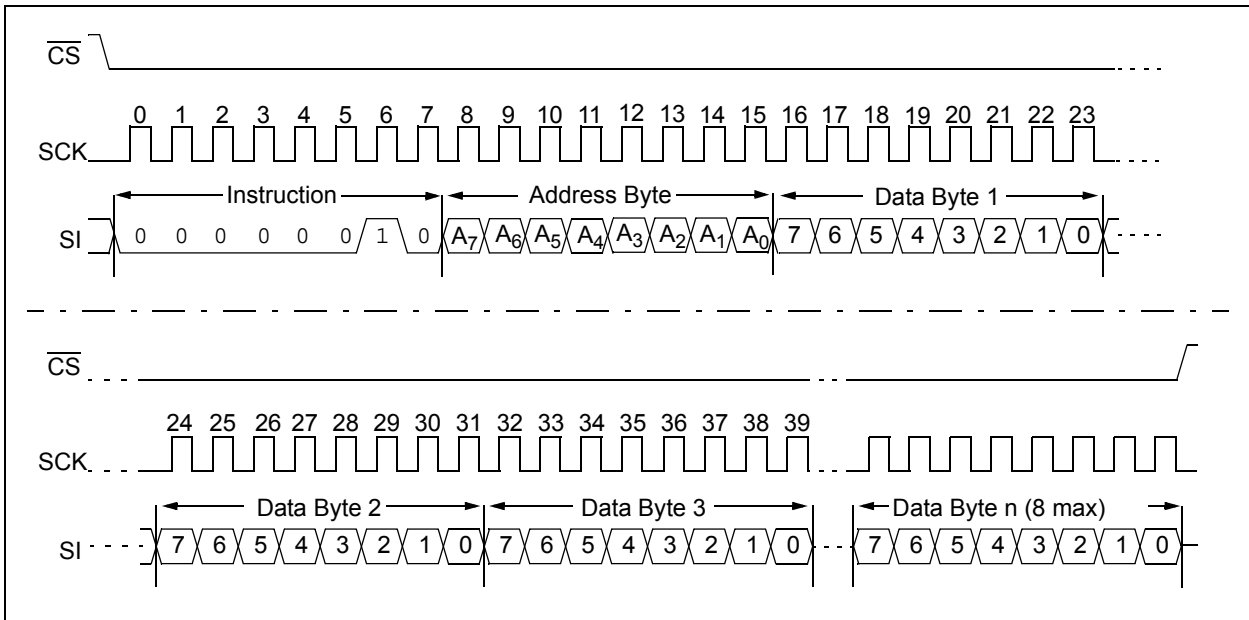 CS
0 1 2 3 4 5 6 7 8 9 10 11 12 13 14 15 16 17 18 19 20 21 22 23
SCK
Instruction Address Byte Data Byte 1
SI 0 0 0 0 0 0 1 0 A7 A6 A5 A4 A3 A2 A1 A0 7 6 5 4 3 2 1 0
CS
24 25 26 27 28 29 30 31 32 33 34 35 36 37 38 39
SCK
Data Byte 2 Data Byte 3 Data Byte n (8 max)
SI 7 6 5 4 3 2 1 0 7 6 5 4 3 2 1 0 7 6 5 4 3 2 1 0